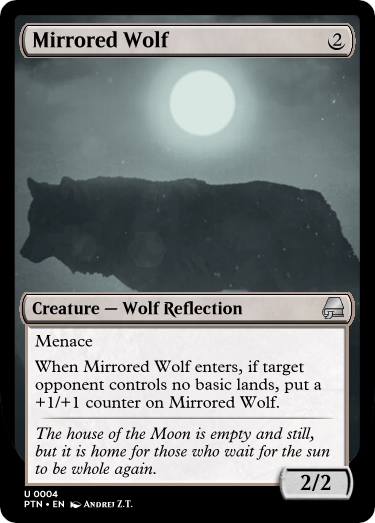 Mirrored Wolf 2
Creature — Wolf Reflection
Menace
When Mirrored Wolf enters, if target
opponent controls no basic lands, put a
+1/+1 counter on Mirrored Wolf.
The house of the Moon is empty and still,
but it is home for those who wait for the sun
to be whole again.
2/2
U 0004
PTN • EN Andrej Z.T.